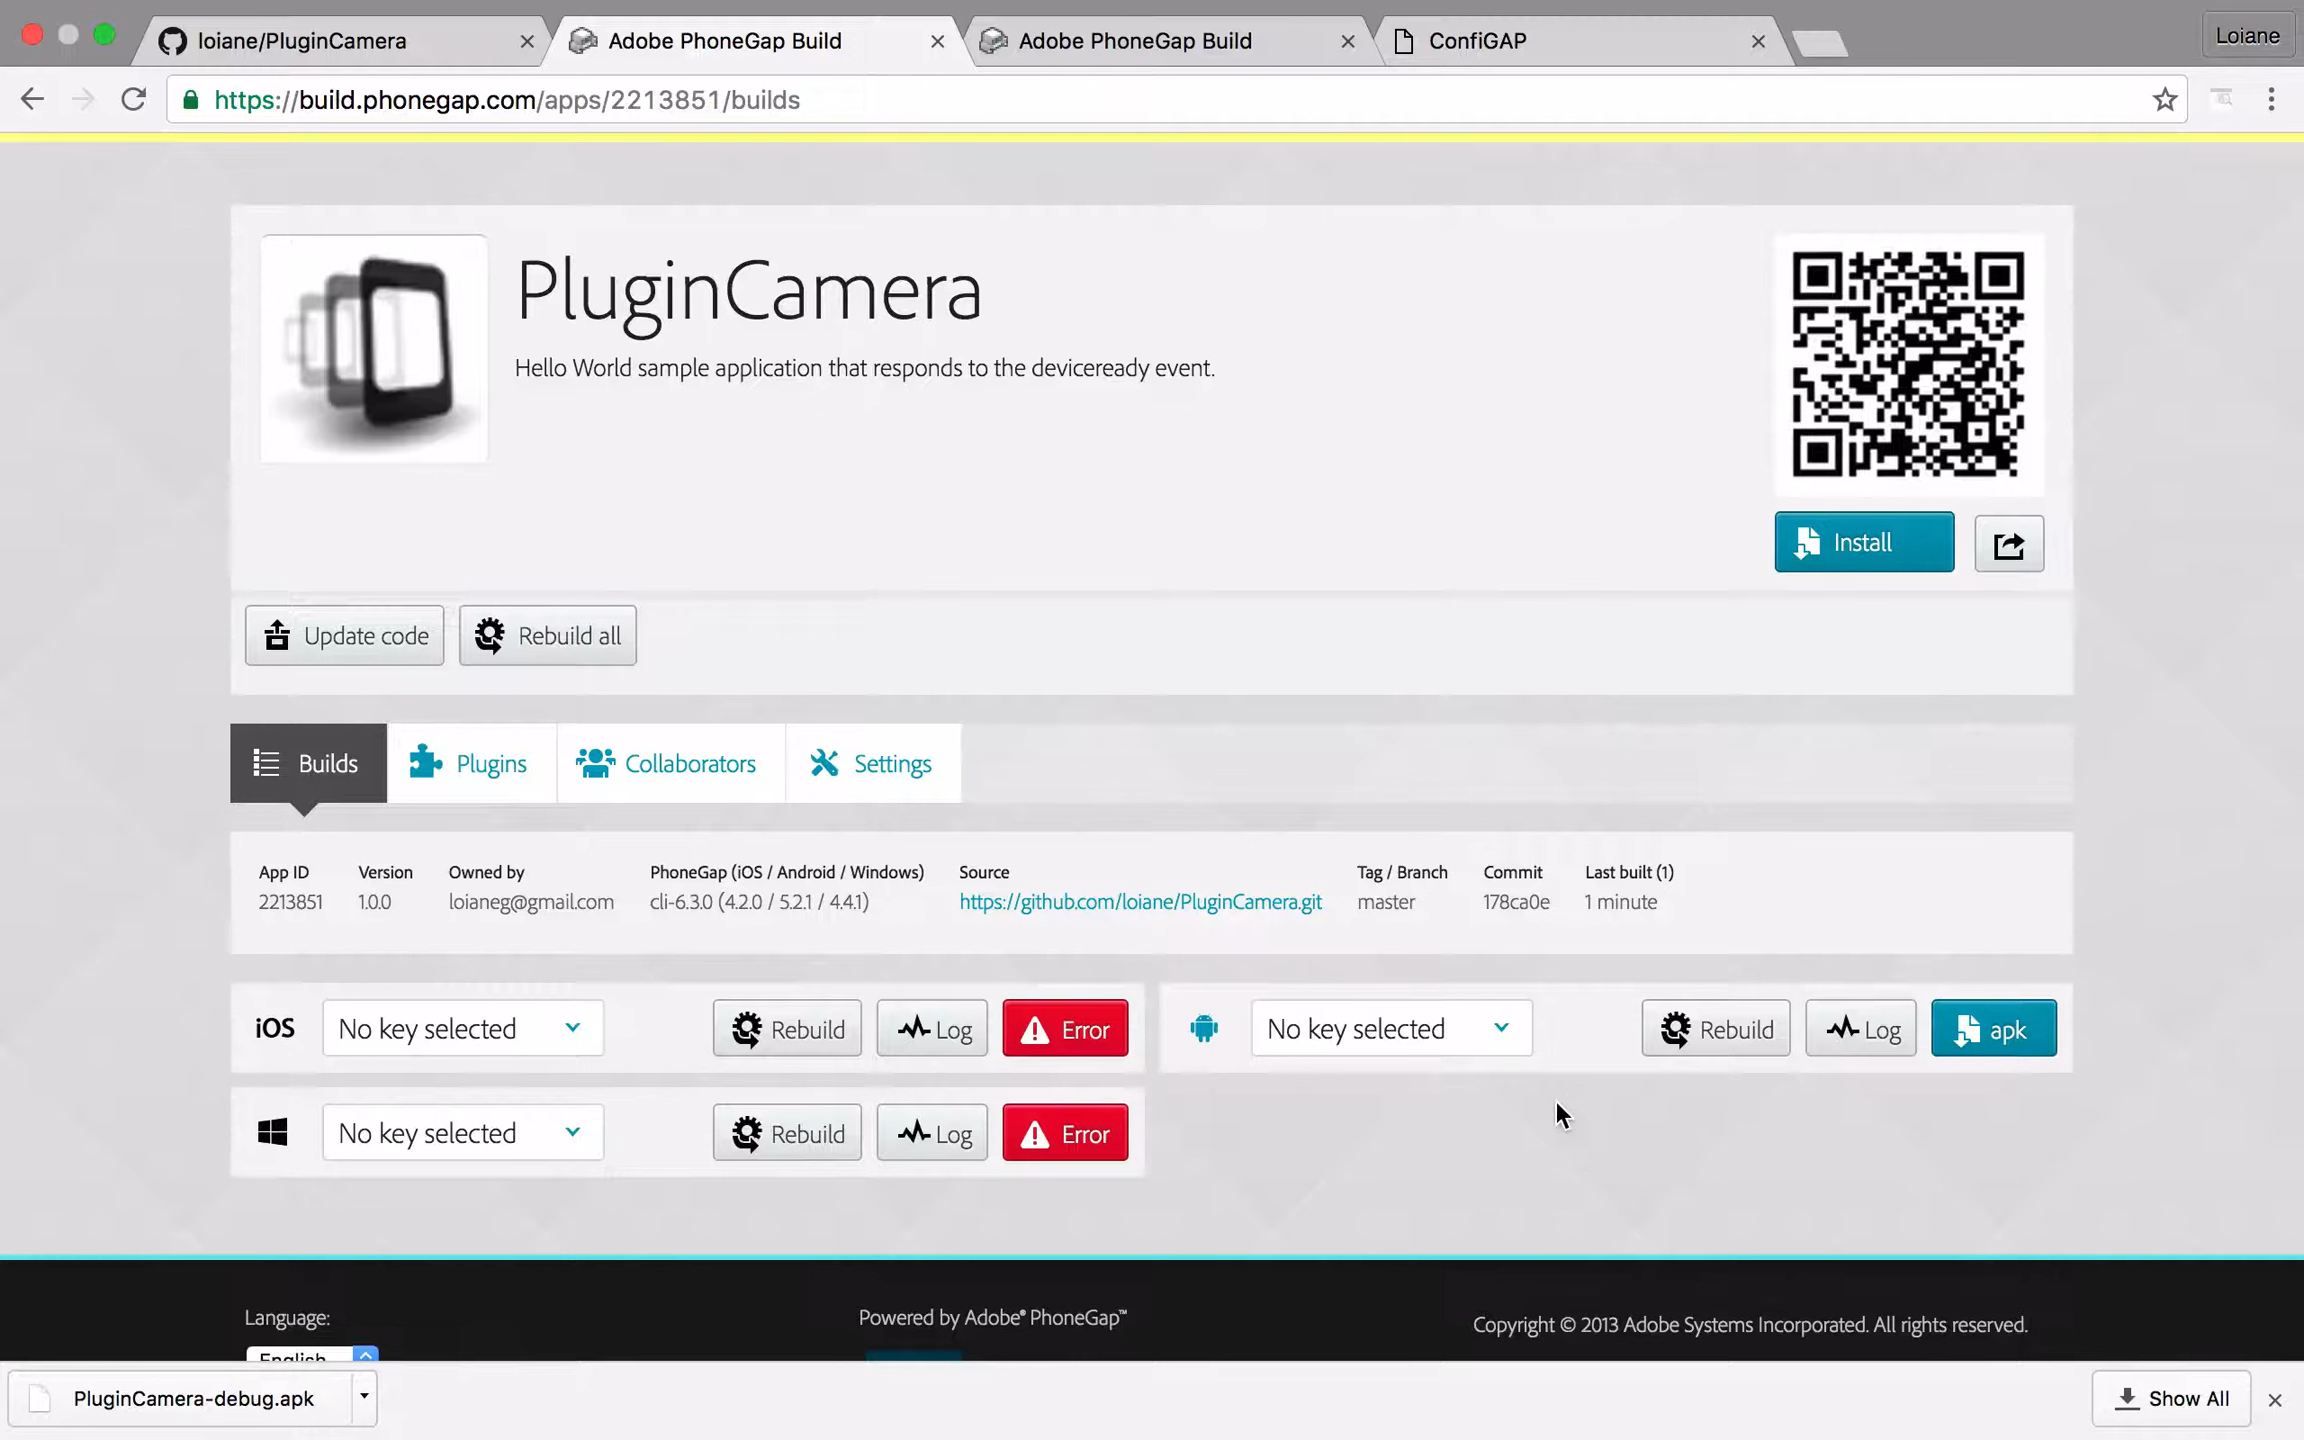 loiane/PluginCamera
Adobe PhoneGap Build
Adobe PhoneGap Build
ConfiGAP
Loiane
https://build.phonegap.com/apps/2213851/builds
PluginCamera
Hello World sample application that responds to the deviceready event.
Install
Update code
Rebuild all
Builds
Plugins
Collaborators
Settings
App ID
Version
Owned by
PhoneGap (iOS / Android / Windows)
Source
Tag / Branch
Commit
Last built (1)
2213851
1.0.0
loianeg@gmail.com
cli-6.3.0 (4.2.0 / 5.2.1 / 4.4.1)
https://github.com/loiane/PluginCamera.git
master
178ca0e
1 minute
iOS
No key selected
Rebuild
Log
Error
No key selected
Rebuild
Log
apk
No key selected
Rebuild
Log
Error
Language:
English
Powered by Adobe® PhoneGap™
Copyright © 2013 Adobe Systems Incorporated. All rights reserved.
PluginCamera-debug.apk
Show All